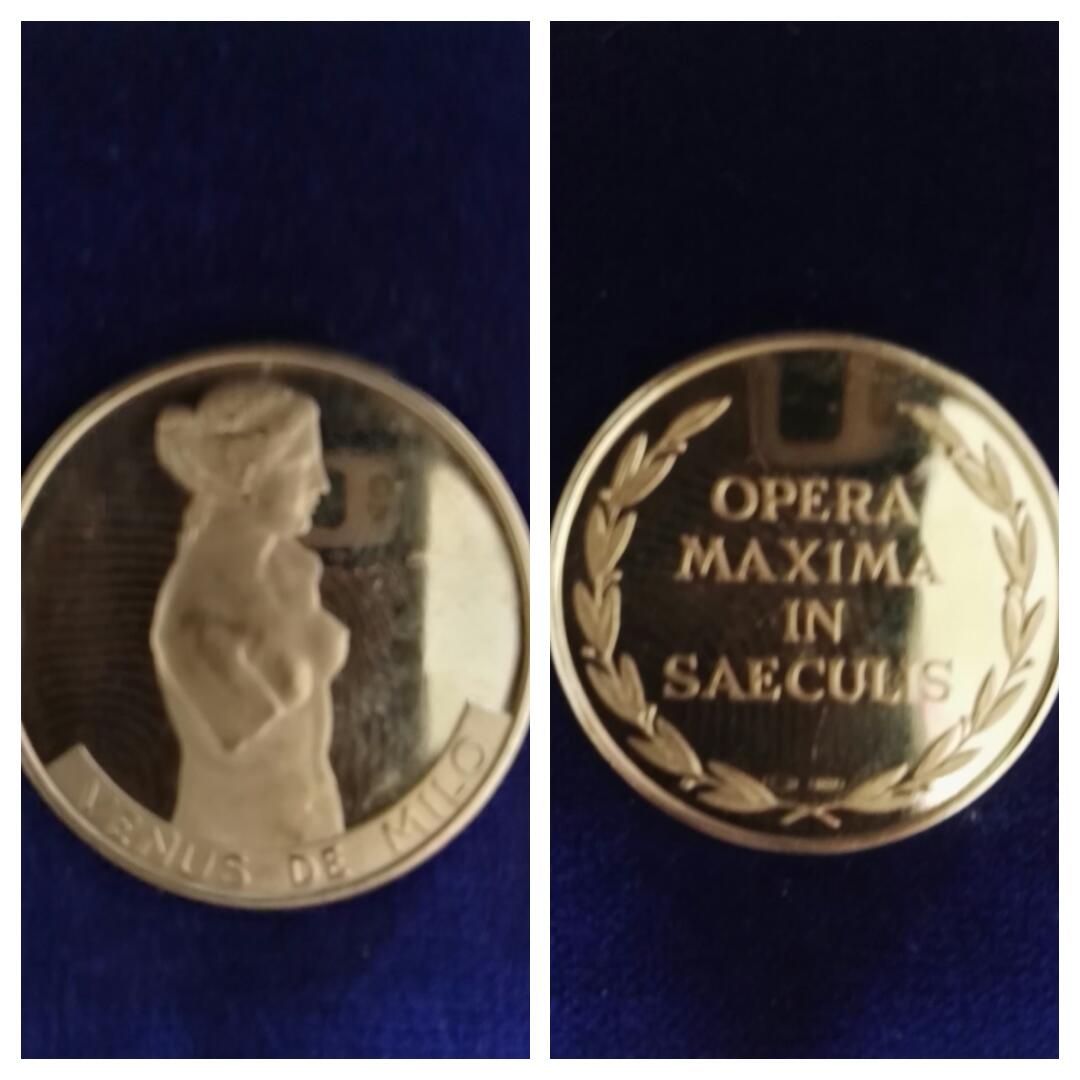 VENUS DE MILO
OPERA
MAXIMA
IN
SAECULIS